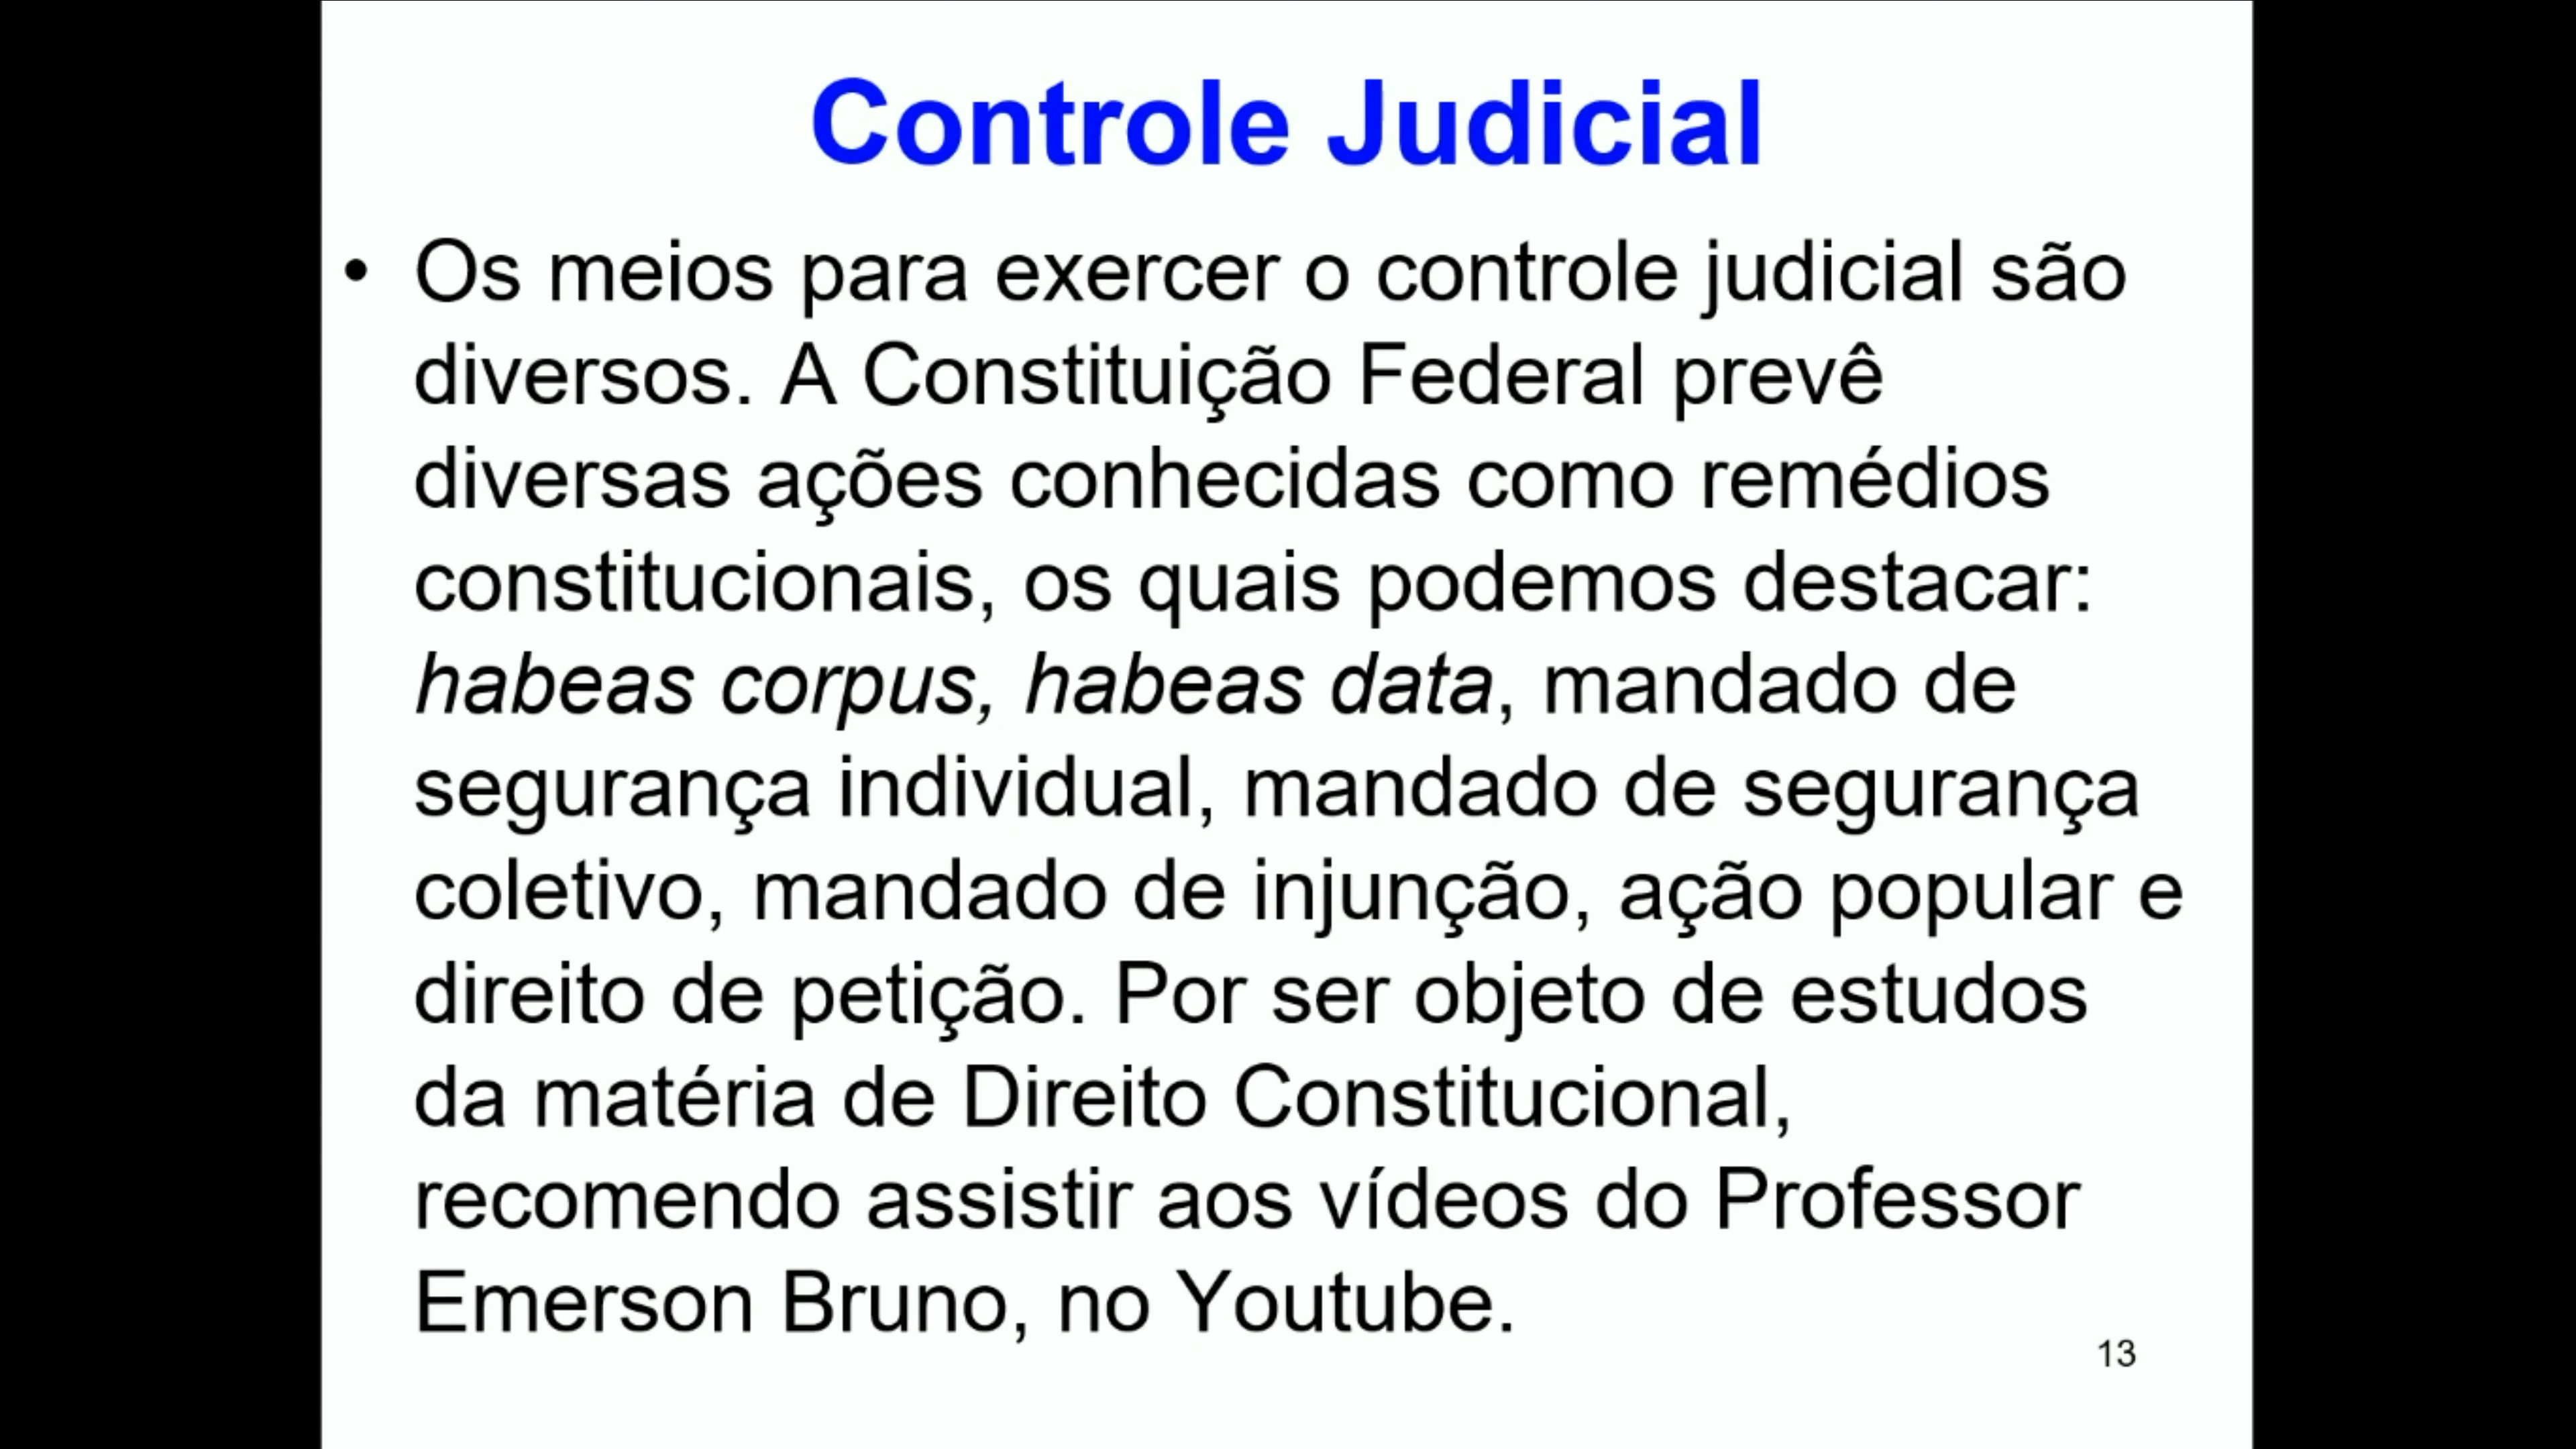 Controle Judicial
• Os meios para exercer o controle judicial são
diversos. A Constituição Federal prevê
diversas ações conhecidas como remédios
constitucionais, os quais podemos destacar:
habeas corpus, habeas data, mandado de
segurança individual, mandado de segurança
coletivo, mandado de injunção, ação popular e
direito de petição. Por ser objeto de estudos
da matéria de Direito Constitucional,
recomendo assistir aos vídeos do Professor
Emerson Bruno, no Youtube.
13